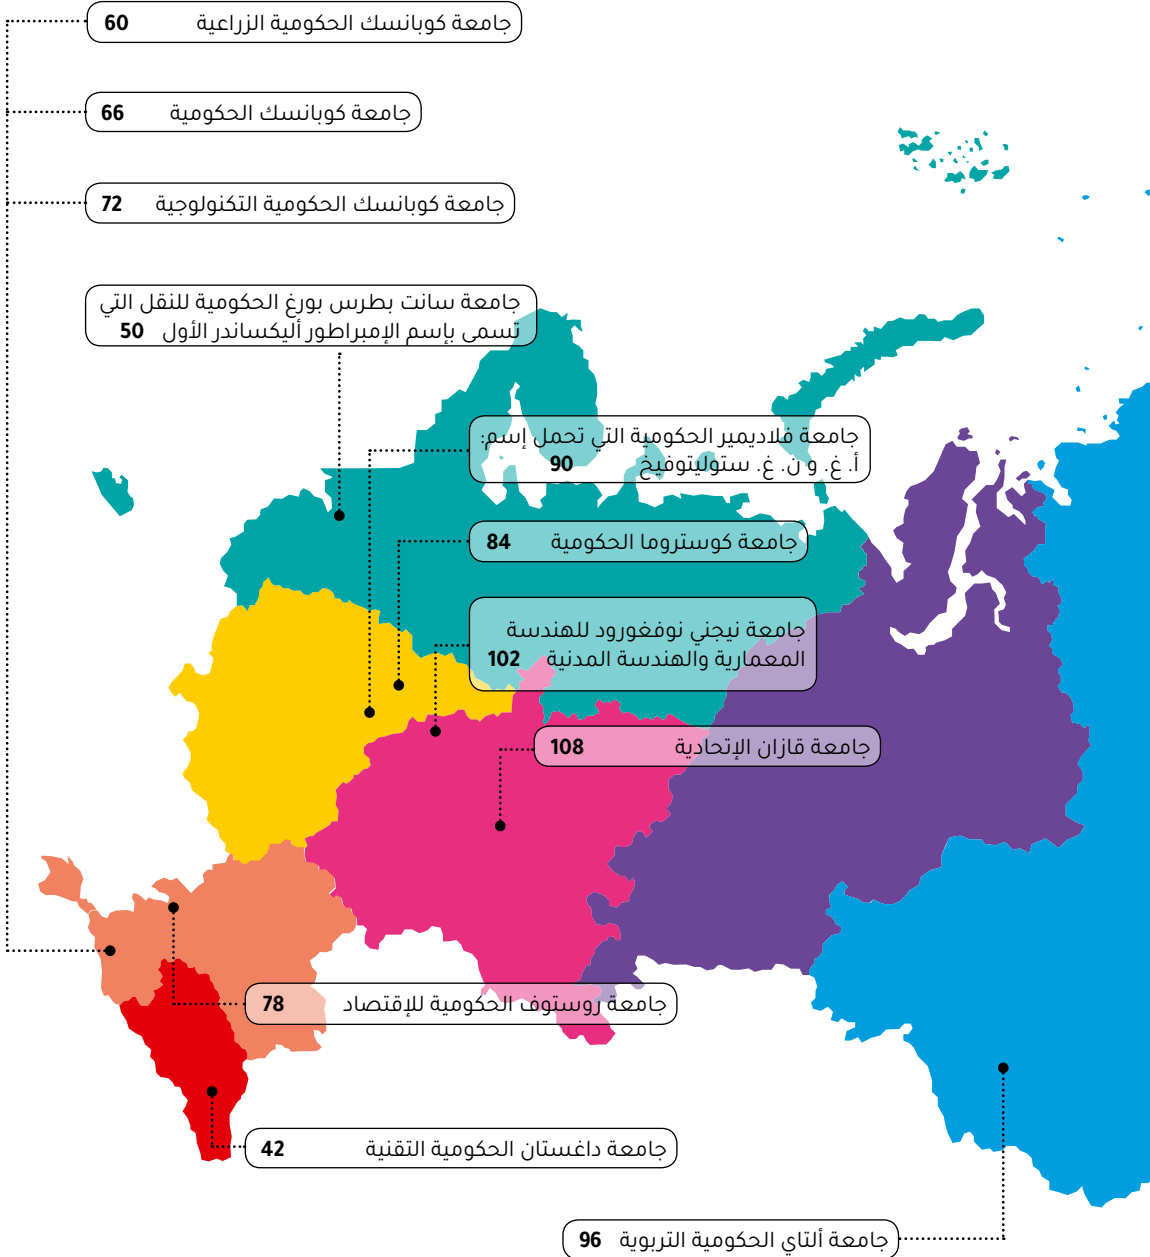 جامعة كوبانسك الحكومية الزراعية 60
جامعة كوبانسك الحكومية 66
جامعة كوبانسك الحكومية التكنولوجية 72
جامعة سانت بطرس بورغ الحكومية للنقل التي
تسمى بإسم الإمبراطور أليكساندر الأول 50
جامعة فلاديمير الحكومية التي تحمل إسم:
أ. غ. و ن. غ. ستوليتوفيخ 90
جامعة كوستروما الحكومية 84
جامعة نيجني نوفغورود للهندسة
المعمارية والهندسة المدنية 102
جامعة قازان الإتحادية 108
جامعة روستوف الحكومية للإقتصاد 78
جامعة داغستان الحكومية التقنية 42
جامعة ألتاي الحكومية التربوية 96